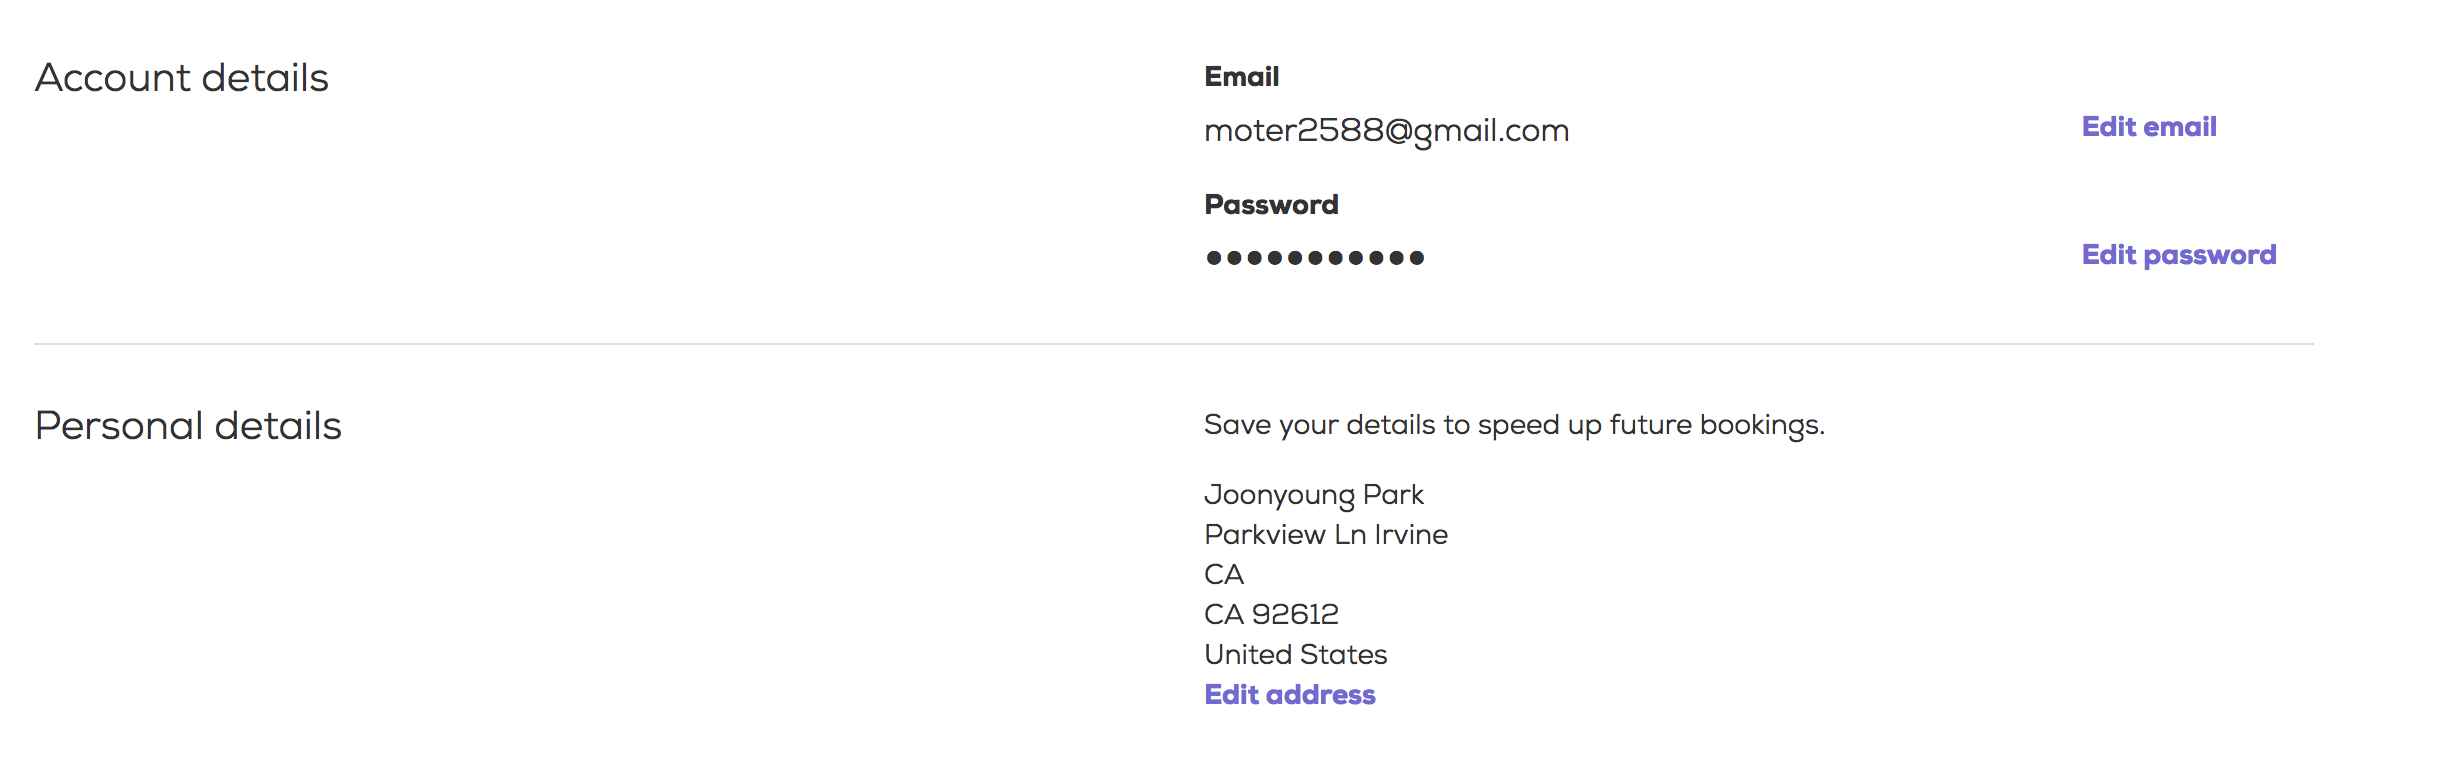 Account details
Email
moter2588@gmail.com
Edit email
Password
●●●●●●●●●●●
Edit password
Personal details
Save your details to speed up future bookings.
Joonyoung Park
Parkview Ln Irvine
CA
CA 92612
United States
Edit address